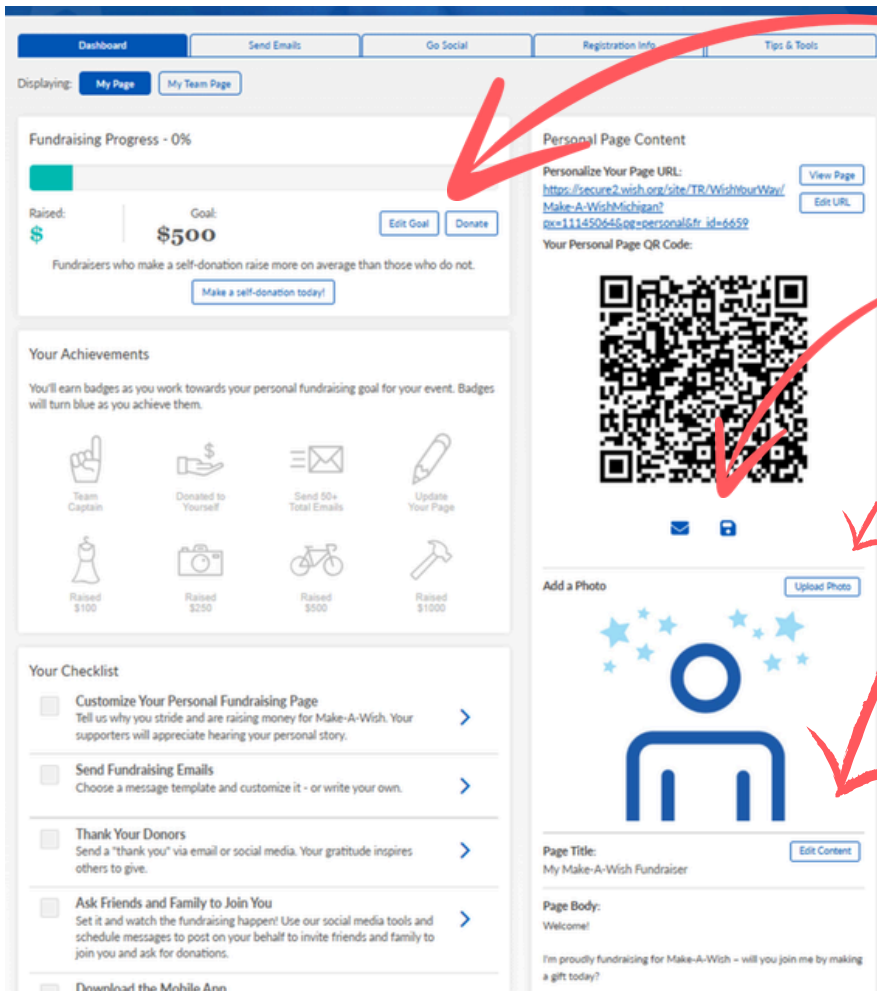 Dashboard
Send Emails
Go Social
Registration Info
Tips & Tools
Displaying:
My Page
My Team Page
Fundraising Progress - 0%
Raised:
$
Goal:
$500
Edit Goal
Donate
Fundraisers who make a self-donation raise more on average than those who do not.
Make a self-donation today!
Your Achievements
You'll earn badges as you work towards your personal fundraising goal for your event. Badges
will turn blue as you achieve them.
Team
Captain
$
Donated to
Yourself
Send 50+
Total Emails
Update
Your Page
Raised
$100
Raised
$250
Raised
$500
Raised
$1000
Your Checklist
Customize Your Personal Fundraising Page
Tell us why you stride and are raising money for Make-A-Wish. Your
supporters will appreciate hearing your personal story.
Send Fundraising Emails
Choose a message template and customize it - or write your own.
Thank Your Donors
Send a "thank you" via email or social media. Your gratitude inspires
others to give.
Ask Friends and Family to Join You
Set it and watch the fundraising happen! Use our social media tools and
schedule messages to post on your behalf to invite friends and family to
join you and ask for donations.
Download the Mobile App
Personal Page Content
Personalize Your Page URL:
https://secure2.wish.org/site/TR/WishYourWay/
Make-A-WishMichigan?
px=11145064&pg=personal&fr_id=6659
View Page
Edit URL
Your Personal Page QR Code:
Add a Photo
Upload Photo
Page Title:
Edit Content
My Make-A-Wish Fundraiser
Page Body:
Welcome!
I'm proudly fundraising for Make-A-Wish – will you join me by making
a gift today?